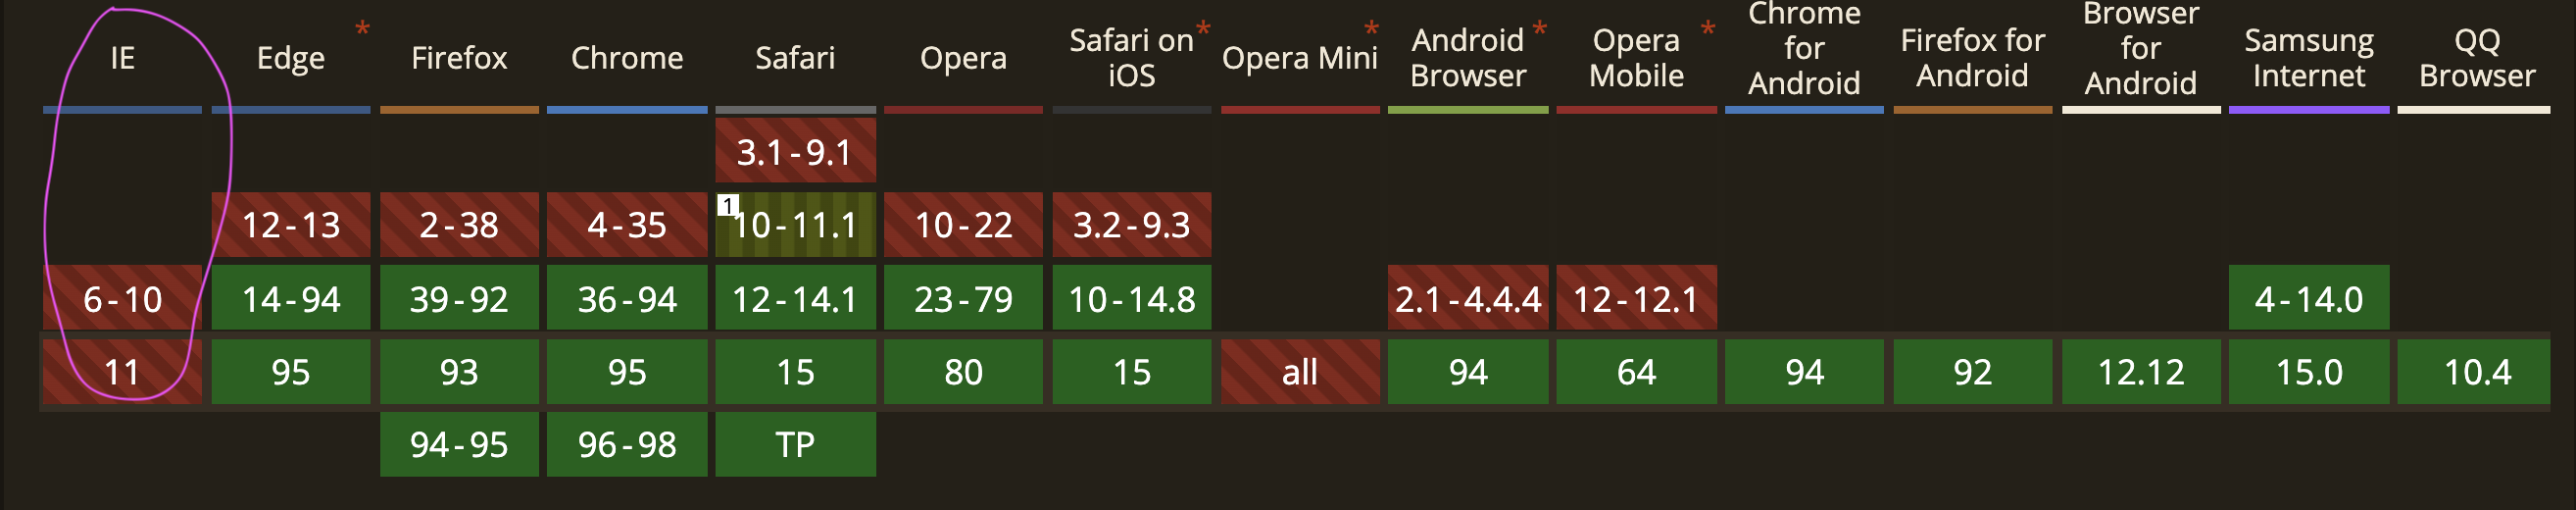 IE
Edge
*
Firefox
Chrome
Safari
Opera
Safari on
iOS
*
Opera Mini
*
Android
Browser
*
Opera
Mobile
*
Chrome
for
Android
Firefox for
Android
Browser
for
Android
Samsung
Internet
QQ
Browser
3.1-9.1
12-13
2-38
4-35
1
10-11.1
10-22
3.2-9.3
6-10
14-94
39-92
36-94
12-14.1
23-79
10-14.8
2.1-4.4.4
12-12.1
4-14.0
11
95
93
95
15
80
15
all
94
64
94
92
12.12
15.0
10.4
94-95
96-98
TP